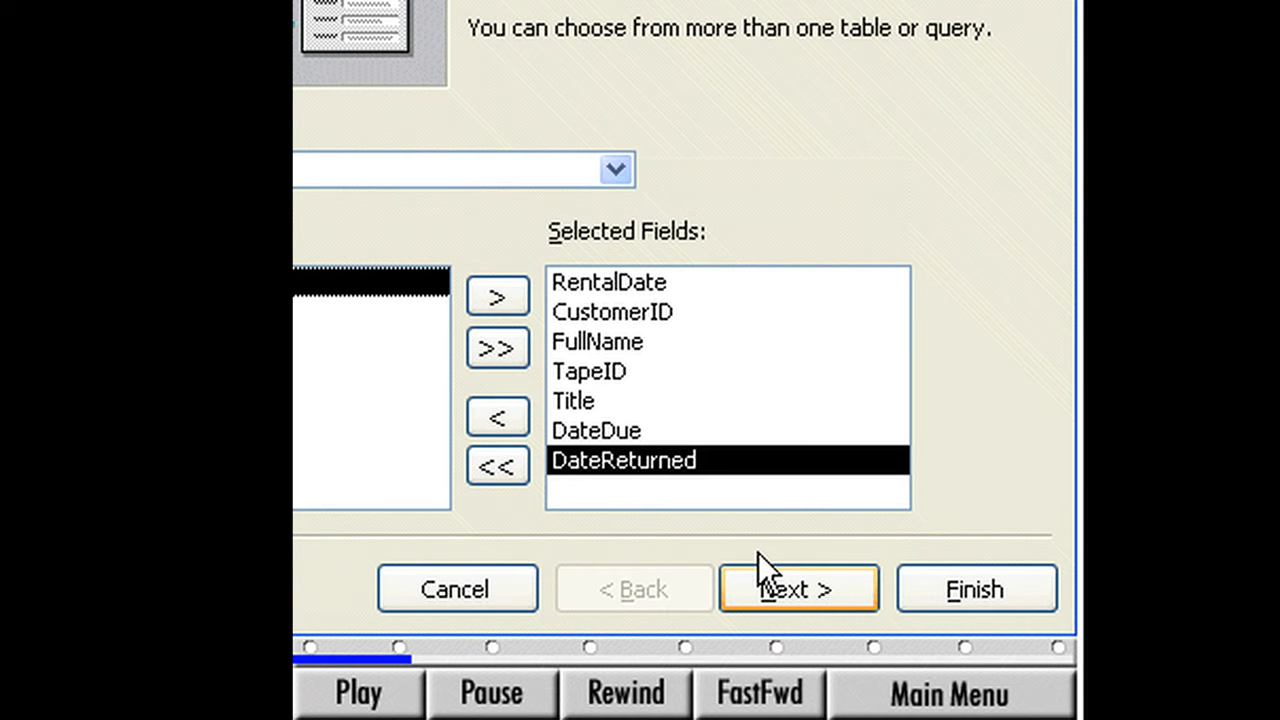 You can choose from more than one table or query.
Selected Fields:
RentalDate
CustomerID
FullName
TapeID
Title
DateDue
DateReturned
>
>>
<
<<
Cancel
< Back
Next >
Finish
Play
Pause
Rewind
FastFwd
Main Menu